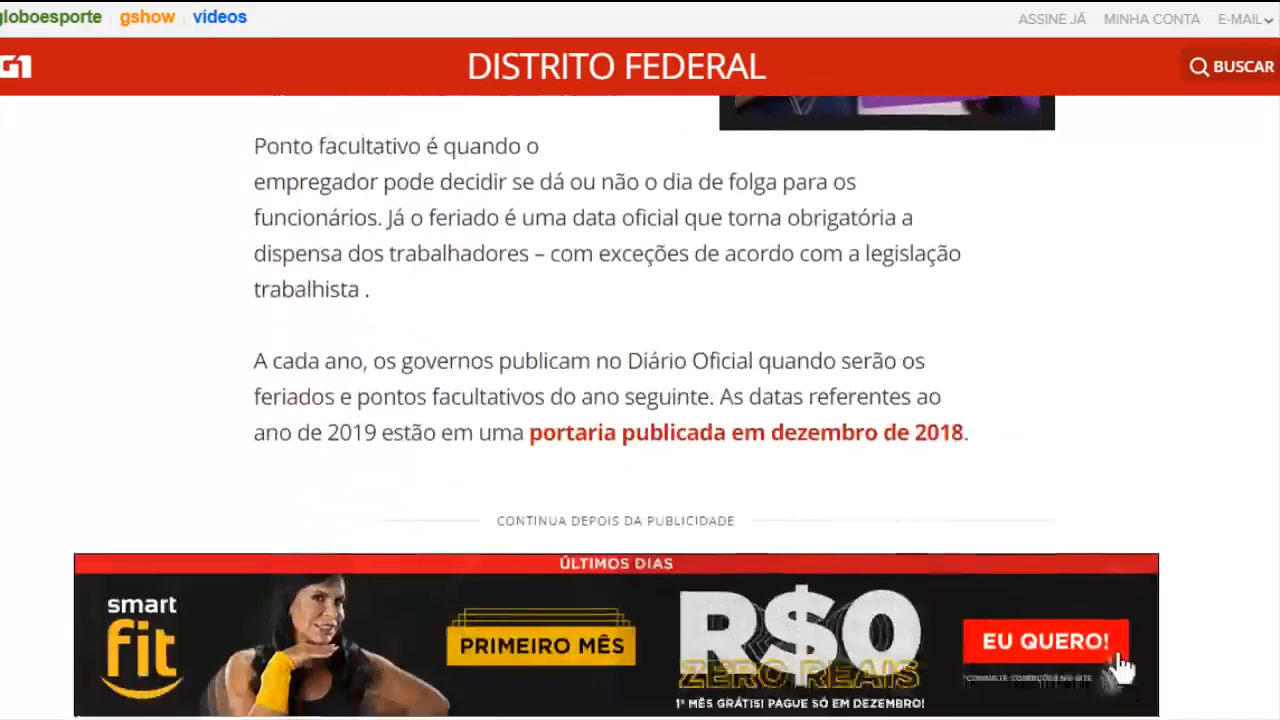 globoesporte gshow vídeos ASSINE JÁ MINHA CONTA E-MAIL
G1 DISTRITO FEDERAL BUSCAR
Ponto facultativo é quando o
empregador pode decidir se dá ou não o dia de folga para os
funcionários. Já o feriado é uma data oficial que torna obrigatória a
dispensa dos trabalhadores – com exceções de acordo com a legislação
trabalhista .
A cada ano, os governos publicam no Diário Oficial quando serão os
feriados e pontos facultativos do ano seguinte. As datas referentes ao
ano de 2019 estão em uma portaria publicada em dezembro de 2018.
CONTINUA DEPOIS DA PUBLICIDADE
ÚLTIMOS DIAS
smart
fit
PRIMEIRO MÊS
R$0
ZERO REAIS
1º MÊS GRÁTIS! PAGUE SÓ EM DEZEMBRO!
EU QUERO!
*CONSULTE CONDIÇÕES NO SITE